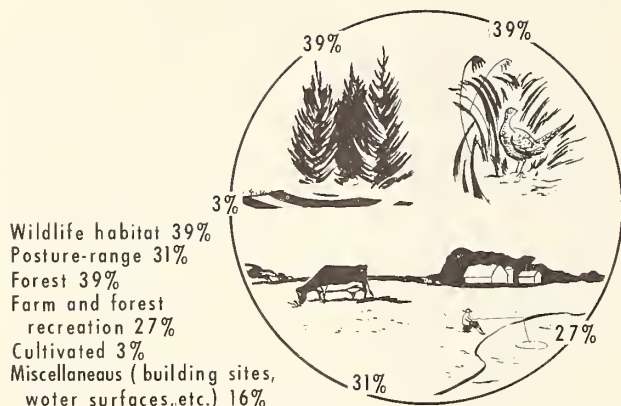 39%
39%
3%
Wildlife habitat 39%
Posture-range 31%
Forest 39%
Farm and forest
recreation 27%
Cultivated 3%
Miscellaneaus ( building sites,
woter surfaces,,etc.) 16%
27%
31%